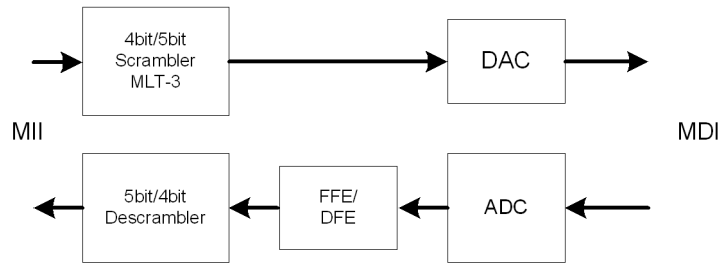 4bit/5bit
Scrambler
MLT-3
DAC
MII
MDI
5bit/4bit
Descrambler
FFE/
DFE
ADC